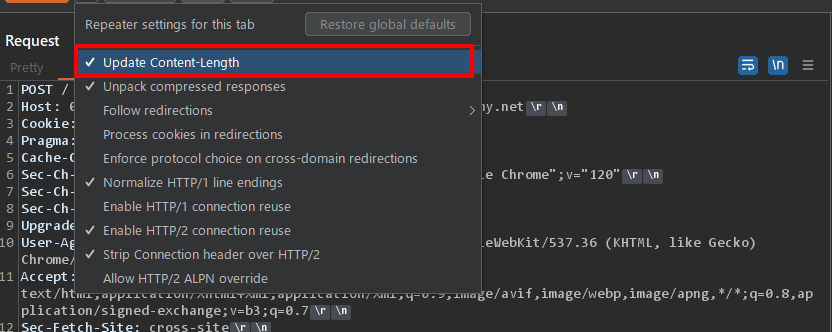 Repeater settings for this tab Restore global defaults
Request
Pretty
✓ Update Content-Length
✓ Unpack compressed responses
Follow redirections >
Process cookies in redirections
Enforce protocol choice on cross-domain redirections
✓ Normalize HTTP/1 line endings
Enable HTTP/1 connection reuse
✓ Enable HTTP/2 connection reuse
✓ Strip Connection header over HTTP/2
Allow HTTP/2 ALPN override
\n
1 POST /
2 Host: 0 ny.net \r \n
3 Cookie:
4 Pragma:
5 Cache-C
6 Sec-Ch- le Chrome";v="120" \r \n
7 Sec-Ch-
8 Sec-Ch-
9 Upgrade
10 User-Ag leWebKit/537.36 (KHTML, like Gecko)
Chrome/
11 Accept:
text/html,application/xhtml+xml,application/xml;q=0.9,image/avif,image/webp,image/apng,*/*;q=0.8,ap
plication/signed-exchange;v=b3;q=0.7 \r \n
12 Sec-Fetch-Site: cross-site \r \n